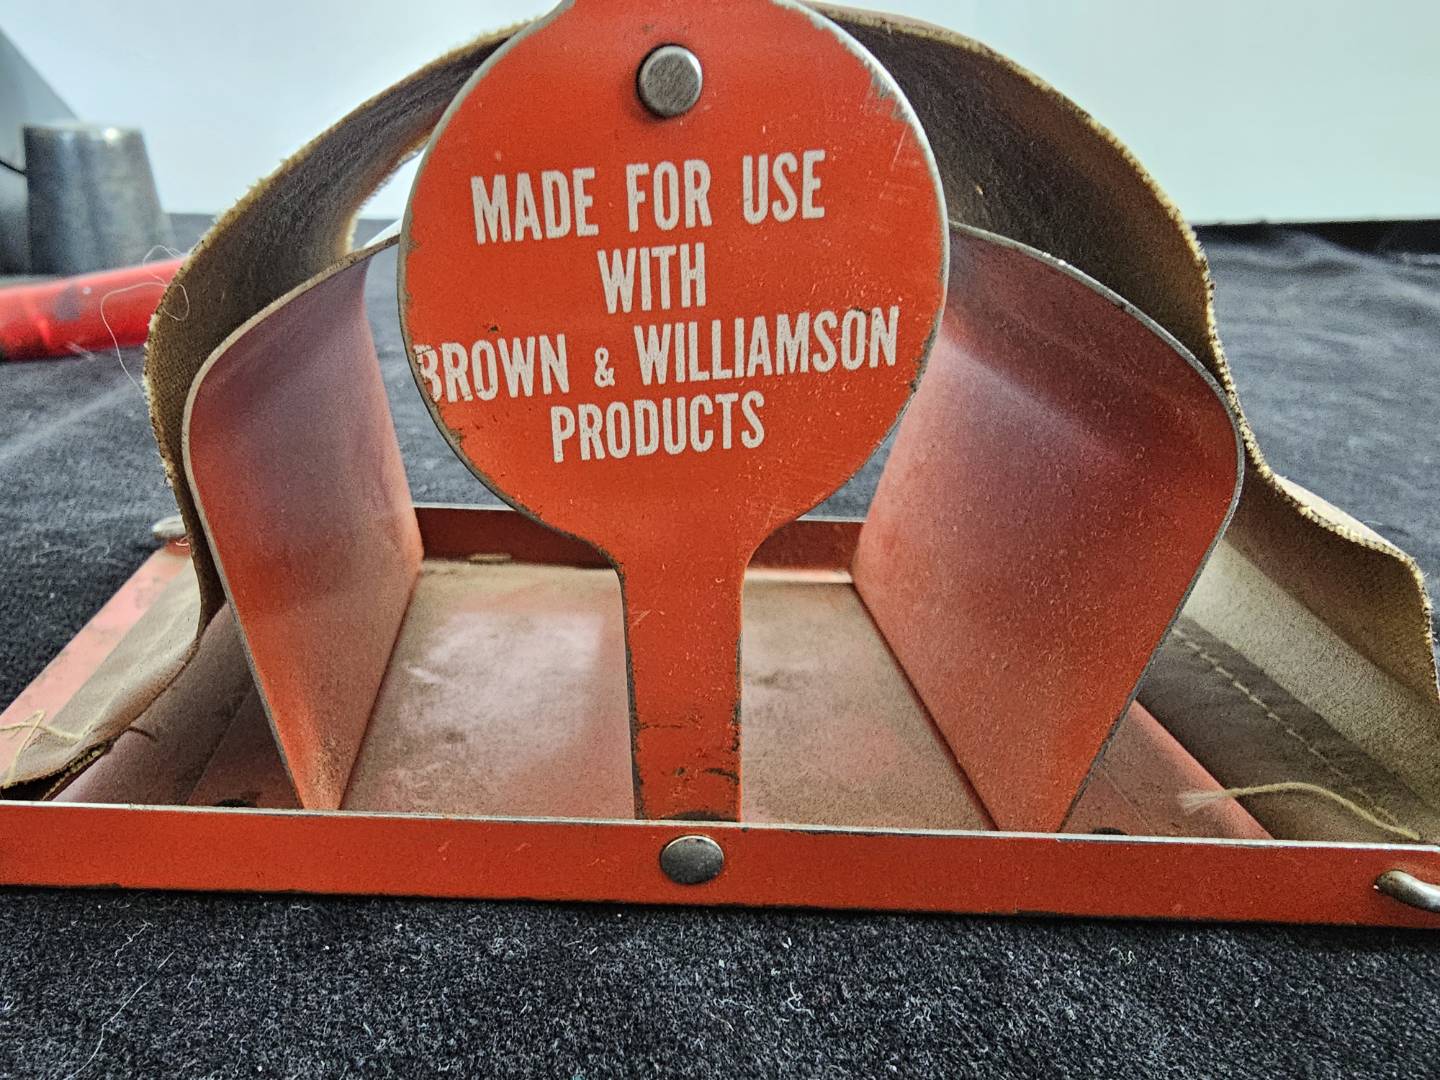 MADE FOR USE
WITH
BROWN & WILLIAMSON
PRODUCTS